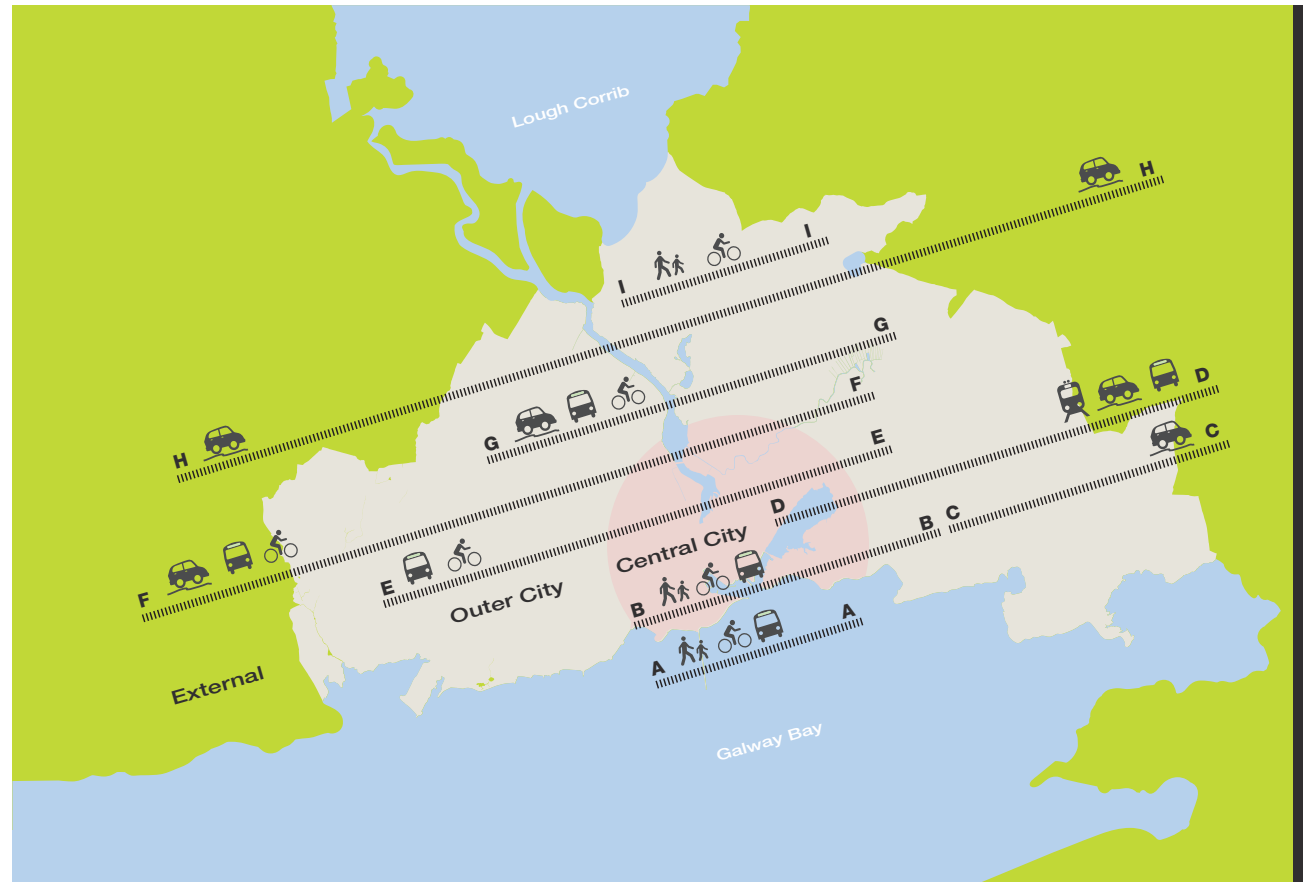 Lough Corrib
H
I
I
G
D
F
C
G
E
H
D
B
C
Central City
F
E
Outer City
B
A
A
External
Galway Bay